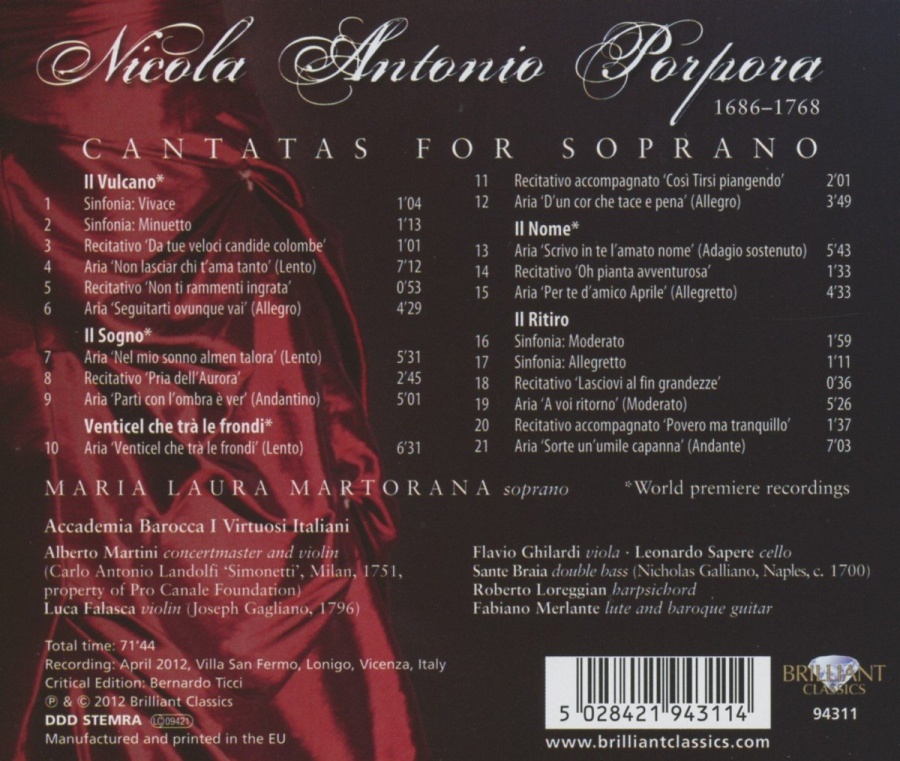 Nicola Antonio Porpora
1686–1768
CANTATAS FOR SOPRANO
Il Vulcano*
1 Sinfonia: Vivace 1'04
2 Sinfonia: Minuetto 1'13
3 Recitativo 'Da tue veloci candide colombe' 1'01
4 Aria 'Non lasciar chi t'ama tanto' (Lento) 7'12
5 Recitativo 'Non ti rammenti ingrata' 0'53
6 Aria 'Seguitarti ovunque vai' (Allegro) 4'29
Il Sogno*
7 Aria 'Nel mio sonno almen talora' (Lento) 5'31
8 Recitativo 'Pria dell'Aurora' 2'45
9 Aria 'Parti con l'ombra è ver' (Andantino) 5'01
Venticel che trà le frondi*
10 Aria 'Venticel che trà le frondi' (Lento) 6'31
11 Recitativo accompagnato 'Così Tirsi piangendo' 2'01
12 Aria 'D'un cor che tace e pena' (Allegro) 3'49
Il Nome*
13 Aria 'Scrivo in te l'amato nome' (Adagio sostenuto) 5'43
14 Recitativo 'Oh pianta avventurosa' 1'33
15 Aria 'Per te d'amico Aprile' (Allegretto) 4'33
Il Ritiro
16 Sinfonia: Moderato 1'59
17 Sinfonia: Allegretto 1'11
18 Recitativo 'Lasciovi al fin grandezze' 0'36
19 Aria 'A voi ritorno' (Moderato) 5'26
20 Recitativo accompagnato 'Povero ma tranquillo' 1'37
21 Aria 'Sorte un'umile capanna' (Andante) 7'03
MARIA LAURA MARTORANA soprano
*World premiere recordings
Accademia Barocca I Virtuosi Italiani
Alberto Martini concertmaster and violin
(Carlo Antonio Landolfi 'Simonetti', Milan, 1751,
property of Pro Canale Foundation)
Luca Falasca violin (Joseph Gagliano, 1796)
Flavio Ghilardi viola · Leonardo Sapere cello
Sante Braia double bass (Nicholas Galliano, Naples, c. 1700)
Roberto Loreggian harpsichord
Fabiano Merlante lute and baroque guitar
Total time: 71'44
Recording: April 2012, Villa San Fermo, Lonigo, Vicenza, Italy
Critical Edition: Bernardo Ticci
℗ & © 2012 Brilliant Classics
DDD STEMRA LC 09421
Manufactured and printed in the EU
5 028421 943114
www.brilliantclassics.com
BRILLIANT
CLASSICS
94311